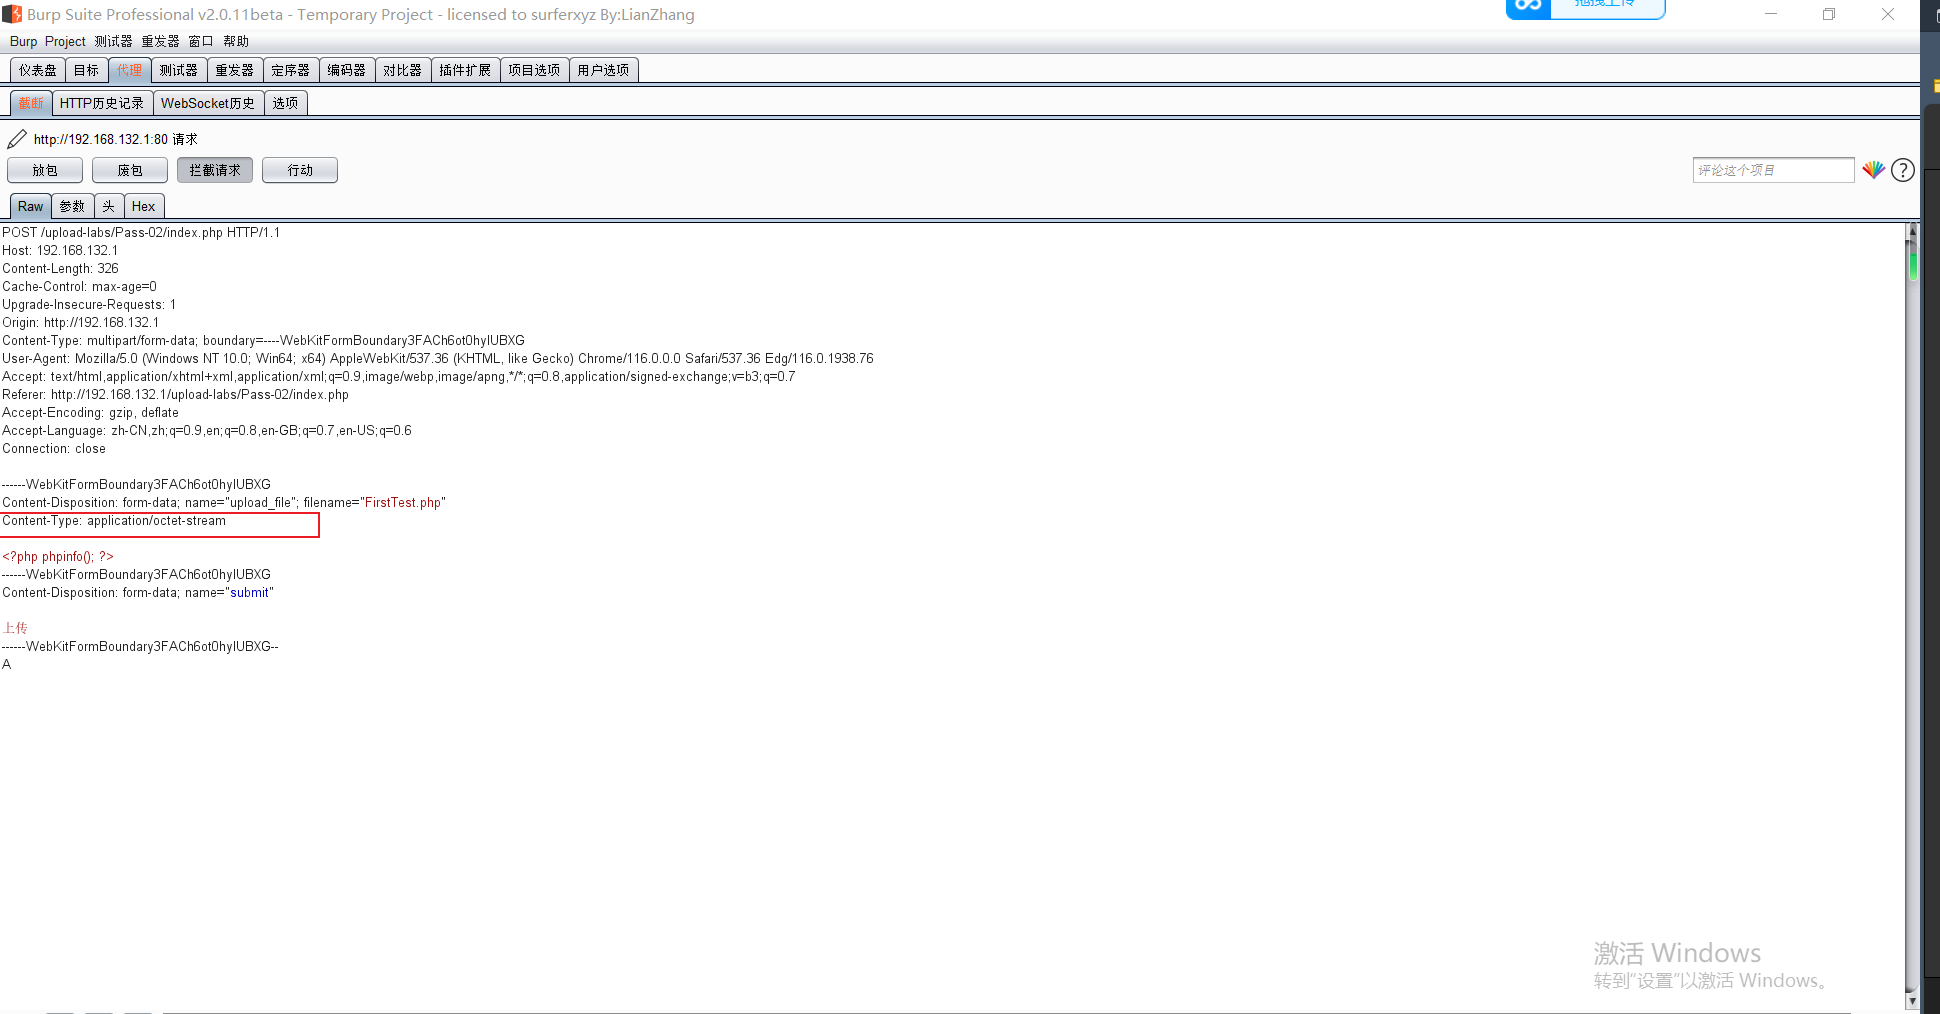 Burp Suite Professional v2.0.11beta - Temporary Project - licensed to surferxyz By:LianZhang
拖拽上传
Burp Project 测试器 重发器 窗口 帮助
仪表盘 目标 代理 测试器 重发器 定序器 编码器 对比器 插件扩展 项目选项 用户选项
截断 HTTP历史记录 WebSocket历史 选项
http://192.168.132.1:80 请求
放包 废包 拦截请求 行动 评论这个项目 ?
Raw 参数 头 Hex
POST /upload-labs/Pass-02/index.php HTTP/1.1
Host: 192.168.132.1
Content-Length: 326
Cache-Control: max-age=0
Upgrade-Insecure-Requests: 1
Origin: http://192.168.132.1
Content-Type: multipart/form-data; boundary=----WebKitFormBoundary3FACh6ot0hyIUBXG
User-Agent: Mozilla/5.0 (Windows NT 10.0; Win64; x64) AppleWebKit/537.36 (KHTML, like Gecko) Chrome/116.0.0.0 Safari/537.36 Edg/116.0.1938.76
Accept: text/html,application/xhtml+xml,application/xml;q=0.9,image/webp,image/apng,*/*;q=0.8,application/signed-exchange;v=b3;q=0.7
Referer: http://192.168.132.1/upload-labs/Pass-02/index.php
Accept-Encoding: gzip, deflate
Accept-Language: zh-CN,zh;q=0.9,en;q=0.8,en-GB;q=0.7,en-US;q=0.6
Connection: close
------WebKitFormBoundary3FACh6ot0hyIUBXG
Content-Disposition: form-data; name="upload_file"; filename="FirstTest.php"
Content-Type: application/octet-stream
<?php phpinfo(); ?>
------WebKitFormBoundary3FACh6ot0hyIUBXG
Content-Disposition: form-data; name="submit"
上传
------WebKitFormBoundary3FACh6ot0hyIUBXG--
A
激活 Windows
转到"设置"以激活 Windows。